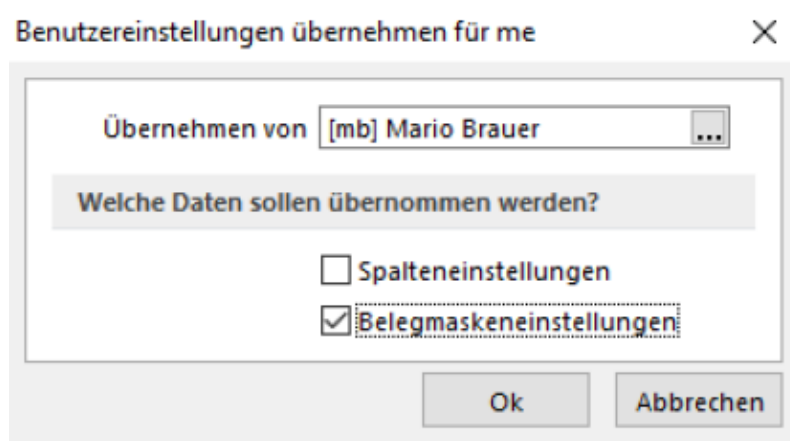 Benutzereinstellungen übernehmen für me
Übernehmen von [mb] Mario Brauer ...
Welche Daten sollen übernommen werden?
Spalteneinstellungen
Belegmaskeneinstellungen
Ok Abbrechen